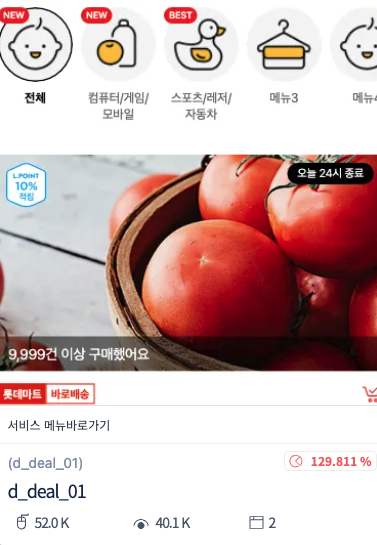 NEW
NEW
BEST
전체
컴퓨터/게임/
모바일
스포츠/레저/
자동차
메뉴3
메뉴4
L.POINT
10%
적립
오늘 24시 종료
9,999건 이상 구매했어요
롯데마트 바로배송
서비스 메뉴바로가기
(d_deal_01)
129.811 %
d_deal_01
52.0 K
40.1 K
2